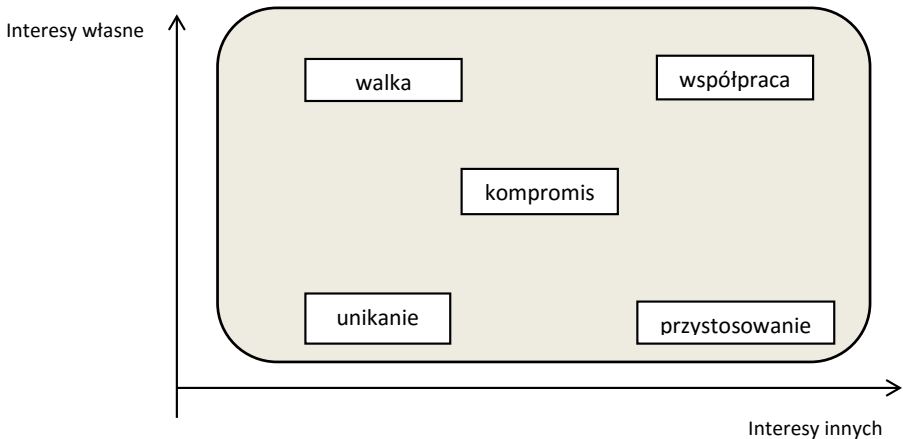 Interesy własne
walka
współpraca
kompromis
unikanie
przystosowanie
Interesy innych